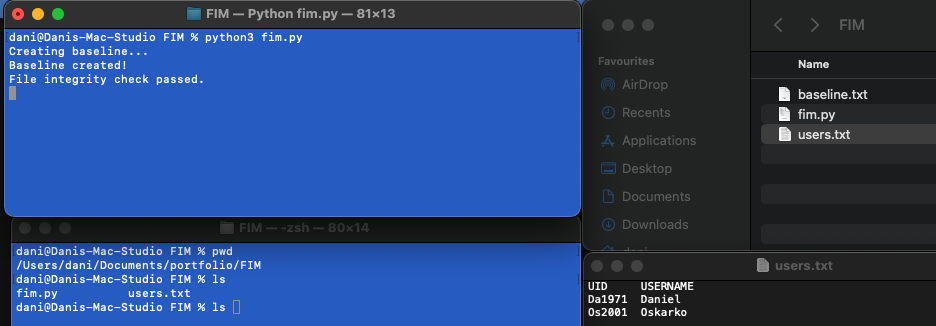 FIM — Python fim.py — 81×13
dani@Danis-Mac-Studio FIM % python3 fim.py
Creating baseline...
Baseline created!
File integrity check passed.
FIM — -zsh — 80×14
dani@Danis-Mac-Studio FIM % pwd
/Users/dani/Documents/portfolio/FIM
dani@Danis-Mac-Studio FIM % ls
fim.py users.txt
dani@Danis-Mac-Studio FIM % ls
Favourites
AirDrop
Recents
Applications
Desktop
Documents
Downloads
FIM
Name
baseline.txt
fim.py
users.txt
users.txt
UID USERNAME
Da1971 Daniel
Os2001 Oskarko